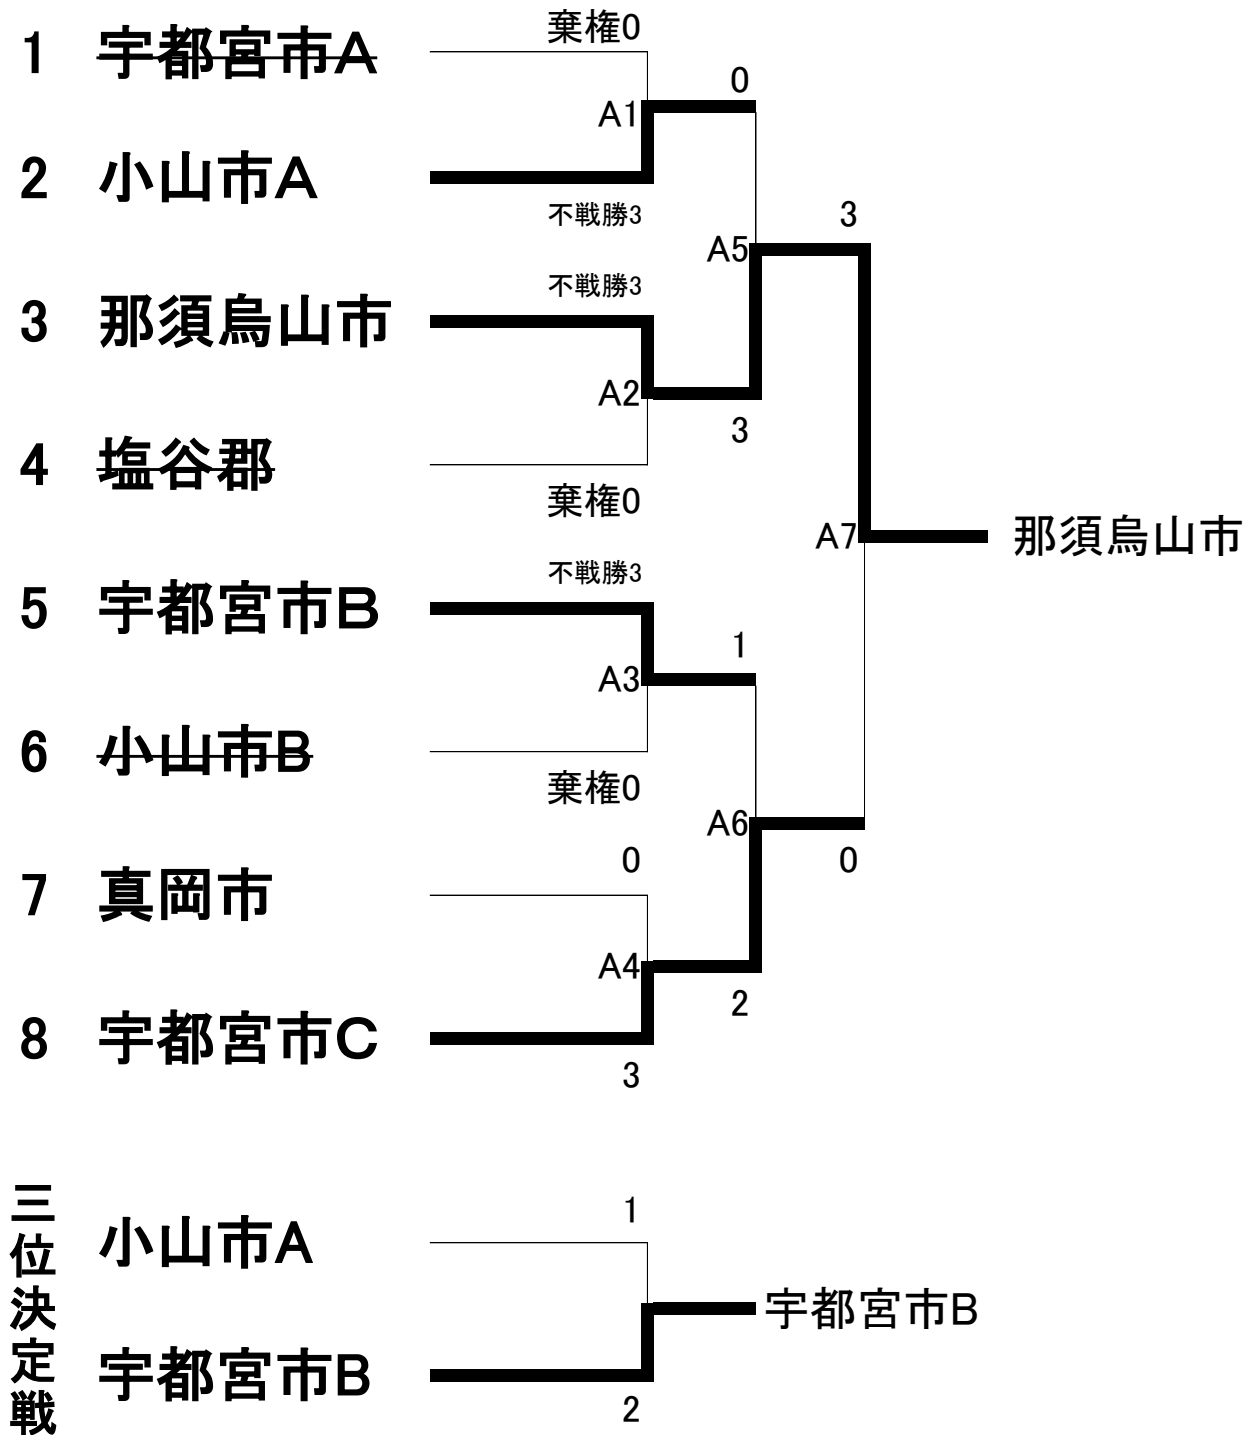 棄権0
1 宇都宮市A
0
A1
2 小山市A
不戦勝3
3
A5
不戦勝3
3 那須烏山市
A2
3
4 塩谷郡
棄権0
A7
那須烏山市
不戦勝3
5 宇都宮市B
1
A3
6 小山市B
棄権0
A6
0
0
7 真岡市
A4
2
8 宇都宮市C
3
三位決定戦
1
小山市A
宇都宮市B
宇都宮市B
2